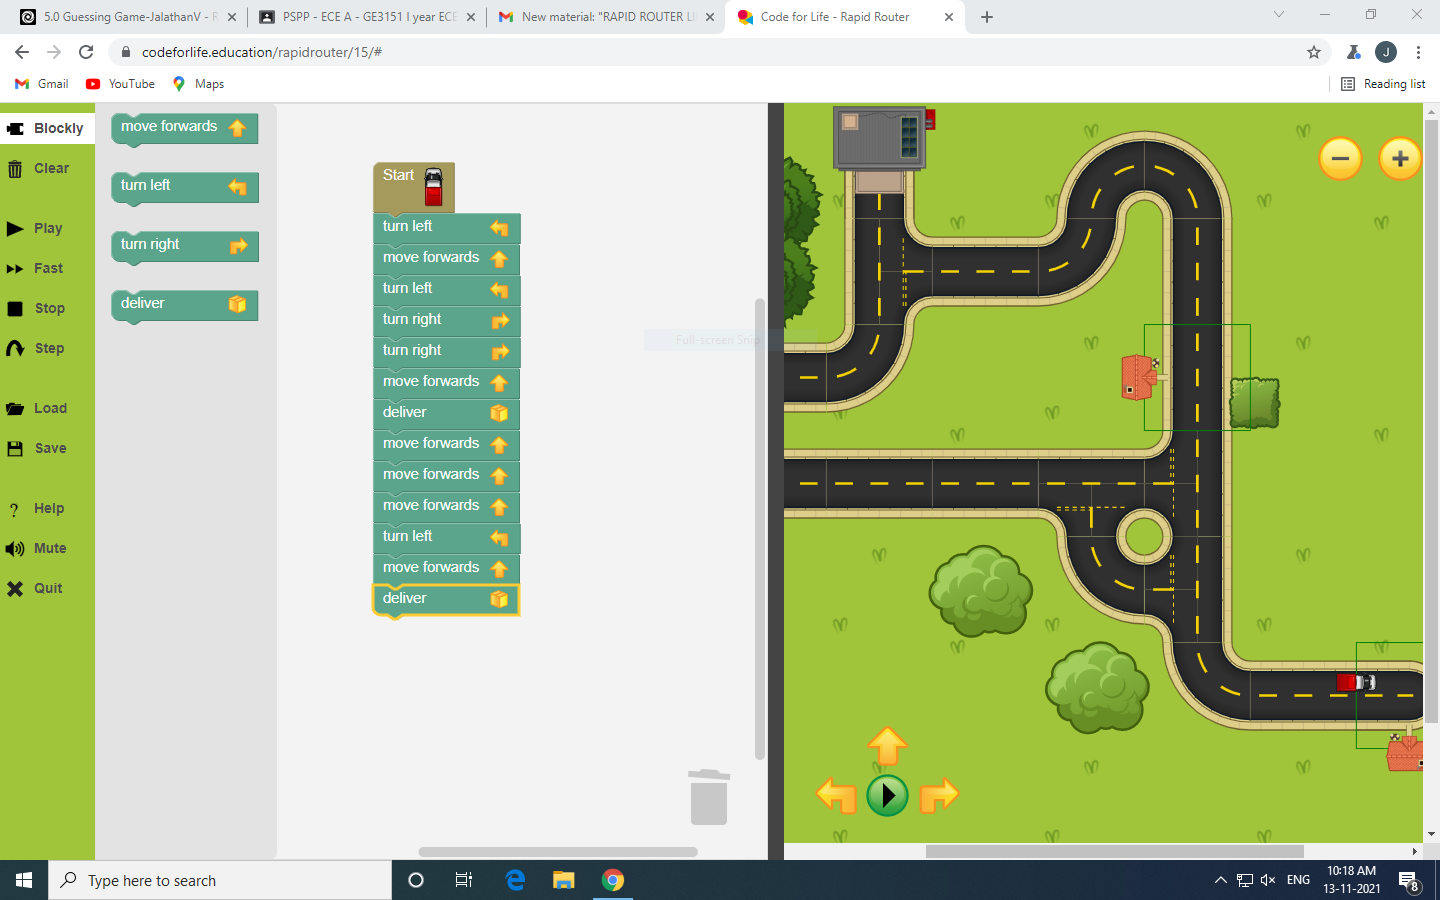 5.0 Guessing Game-JalathanV - R
PSPP - ECE A - GE3151 I year ECE
New material: "RAPID ROUTER LI
Code for Life - Rapid Router
codeforlife.education/rapidrouter/15/#
J
Gmail
YouTube
Maps
Reading list
Blockly
Clear
Play
Fast
Stop
Step
Load
Save
Help
Mute
Quit
move forwards
turn left
turn right
deliver
Start
turn left
move forwards
turn left
turn right
turn right
move forwards
deliver
move forwards
move forwards
move forwards
turn left
move forwards
deliver
Full-screen Snip
Type here to search
ENG
10:18 AM
13-11-2021
8